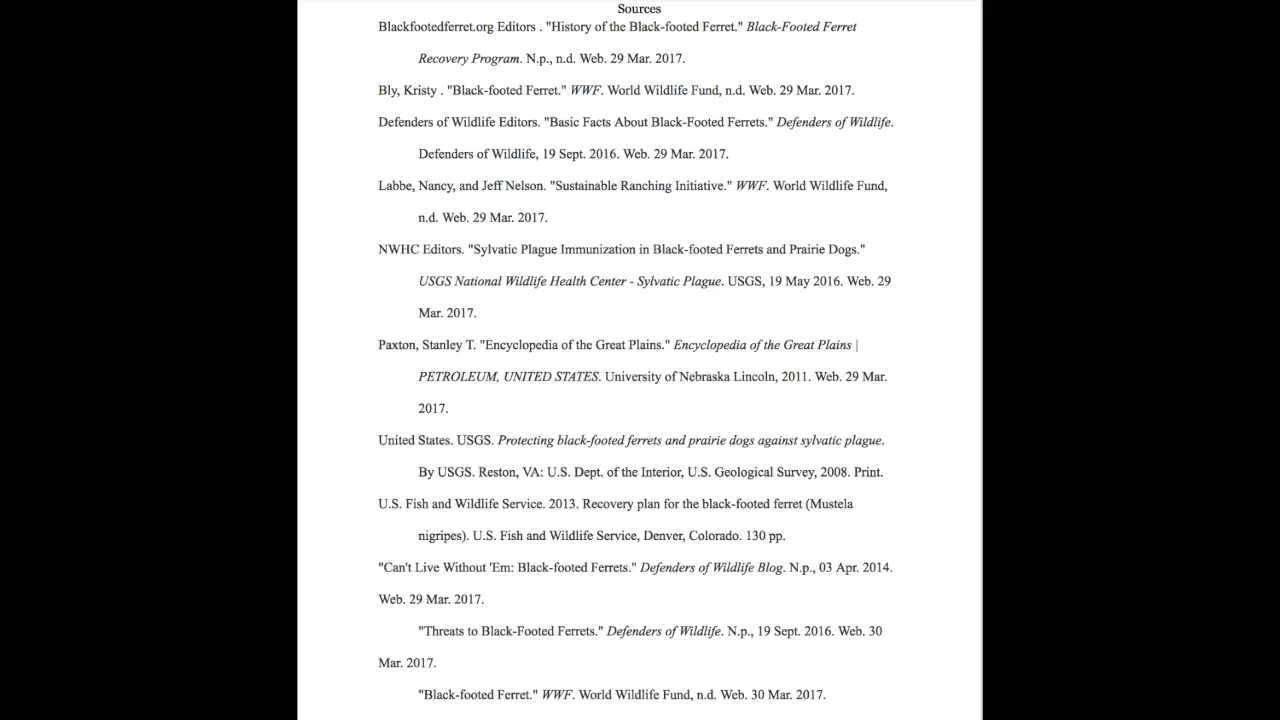 Sources
Blackfootedferret.org Editors . "History of the Black-footed Ferret." Black-Footed Ferret
Recovery Program. N.p., n.d. Web. 29 Mar. 2017.
Bly, Kristy . "Black-footed Ferret." WWF. World Wildlife Fund, n.d. Web. 29 Mar. 2017.
Defenders of Wildlife Editors. "Basic Facts About Black-Footed Ferrets." Defenders of Wildlife.
Defenders of Wildlife, 19 Sept. 2016. Web. 29 Mar. 2017.
Labbe, Nancy, and Jeff Nelson. "Sustainable Ranching Initiative." WWF. World Wildlife Fund,
n.d. Web. 29 Mar. 2017.
NWHC Editors. "Sylvatic Plague Immunization in Black-footed Ferrets and Prairie Dogs."
USGS National Wildlife Health Center - Sylvatic Plague. USGS, 19 May 2016. Web. 29
Mar. 2017.
Paxton, Stanley T. "Encyclopedia of the Great Plains." Encyclopedia of the Great Plains |
PETROLEUM, UNITED STATES. University of Nebraska Lincoln, 2011. Web. 29 Mar.
2017.
United States. USGS. Protecting black-footed ferrets and prairie dogs against sylvatic plague.
By USGS. Reston, VA: U.S. Dept. of the Interior, U.S. Geological Survey, 2008. Print.
U.S. Fish and Wildlife Service. 2013. Recovery plan for the black-footed ferret (Mustela
nigripes). U.S. Fish and Wildlife Service, Denver, Colorado. 130 pp.
"Can't Live Without 'Em: Black-footed Ferrets." Defenders of Wildlife Blog. N.p., 03 Apr. 2014.
Web. 29 Mar. 2017.
"Threats to Black-Footed Ferrets." Defenders of Wildlife. N.p., 19 Sept. 2016. Web. 30
Mar. 2017.
"Black-footed Ferret." WWF. World Wildlife Fund, n.d. Web. 30 Mar. 2017.